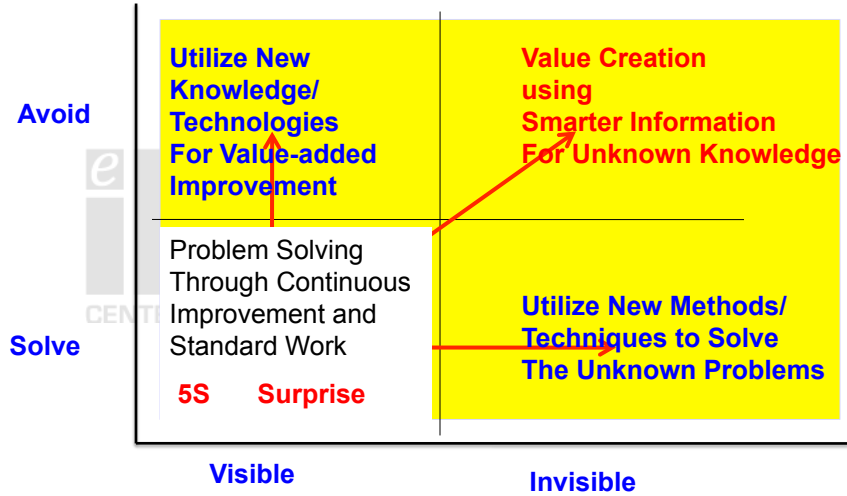 Utilize New
Knowledge/
Technologies
For Value-added
Improvement
Value Creation
using
Smarter Information
For Unknown Knowledge
Avoid
Problem Solving
Through Continuous
Improvement and
Standard Work
5S Surprise
Utilize New Methods/
Techniques to Solve
The Unknown Problems
Solve
Visible
Invisible